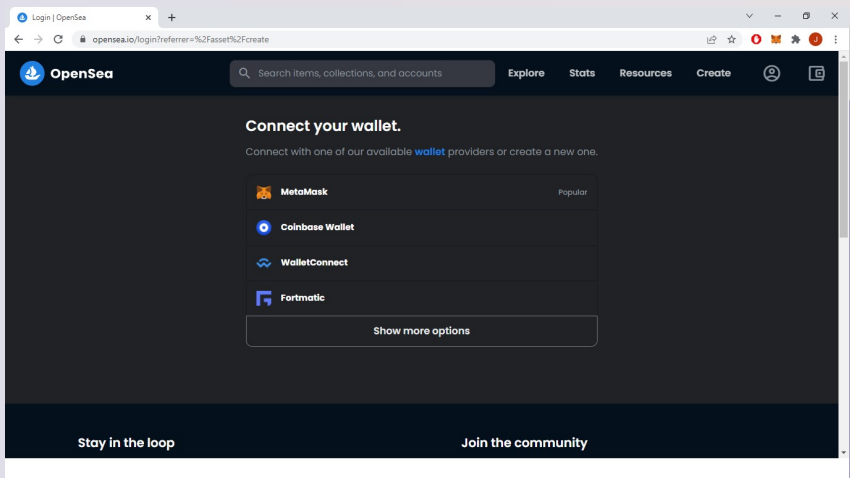 Login | OpenSea
opensea.io/login?referrer=%2Fasset%2Fcreate
J
OpenSea
Search items, collections, and accounts
Explore
Stats
Resources
Create
Connect your wallet.
Connect with one of our available wallet providers or create a new one.
MetaMask
Popular
Coinbase Wallet
WalletConnect
Fortmatic
Show more options
Stay in the loop
Join the community